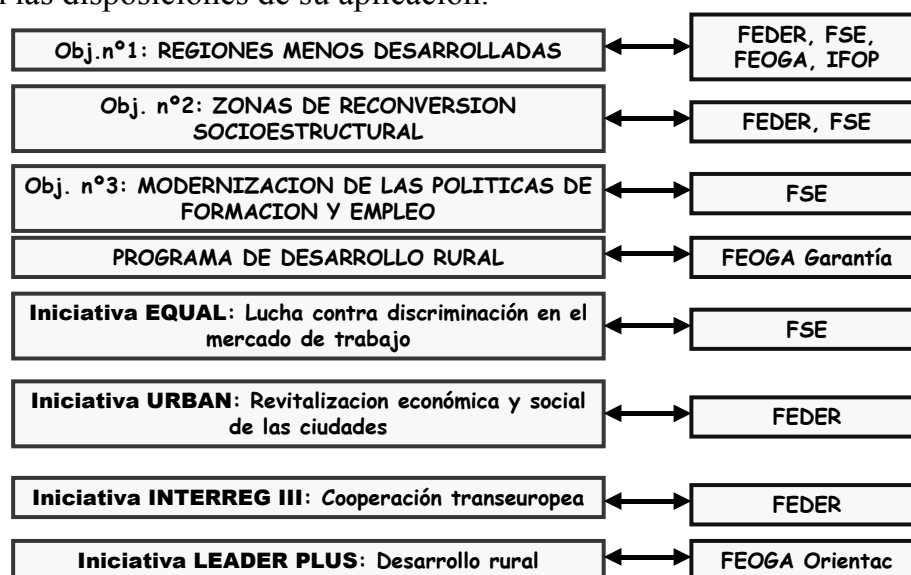 las disposiciones de su aplicación.
Obj.nº1: REGIONES MENOS DESARROLLADAS
FEDER, FSE,
FEOGA, IFOP
Obj. nº2: ZONAS DE RECONVERSION
SOCIOESTRUCTURAL
FEDER, FSE
Obj. nº3: MODERNIZACION DE LAS POLITICAS DE
FORMACION Y EMPLEO
FSE
PROGRAMA DE DESARROLLO RURAL
FEOGA Garantía
Iniciativa EQUAL: Lucha contra discriminación en el
mercado de trabajo
FSE
Iniciativa URBAN: Revitalizacion económica y social
de las ciudades
FEDER
Iniciativa INTERREG III: Cooperación transeuropea
FEDER
Iniciativa LEADER PLUS: Desarrollo rural
FEOGA Orientac